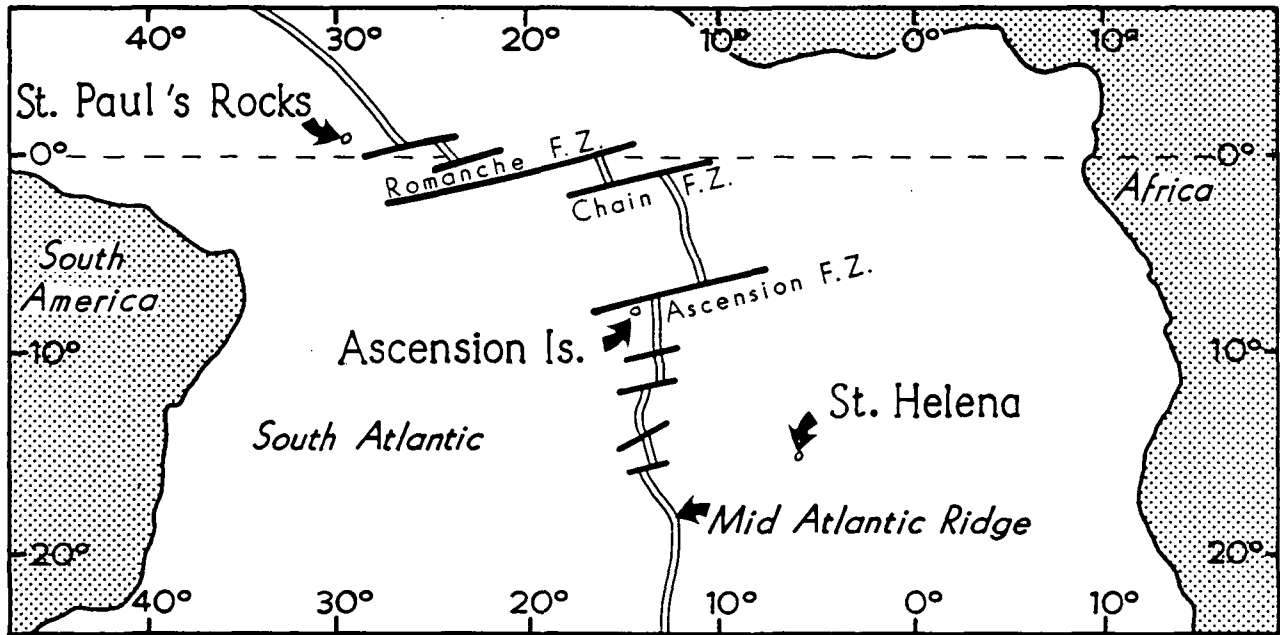 40° 30° 20° 10° 0° 10°
St. Paul's Rocks
0° 0°
Romanche F. Z.
Chain F. Z.
Africa
South
America
Ascension F. Z.
Ascension Is.
10° 10°
St. Helena
South Atlantic
Mid Atlantic Ridge
20° 20°
40° 30° 20° 10° 0° 10°